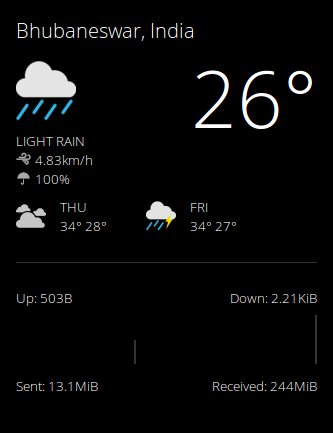 Bhubaneswar, India
26°
LIGHT RAIN
4.83km/h
100%
THU
34° 28°
FRI
34° 27°
Up: 503B
Down: 2.21KiB
Sent: 13.1MiB
Received: 244MiB